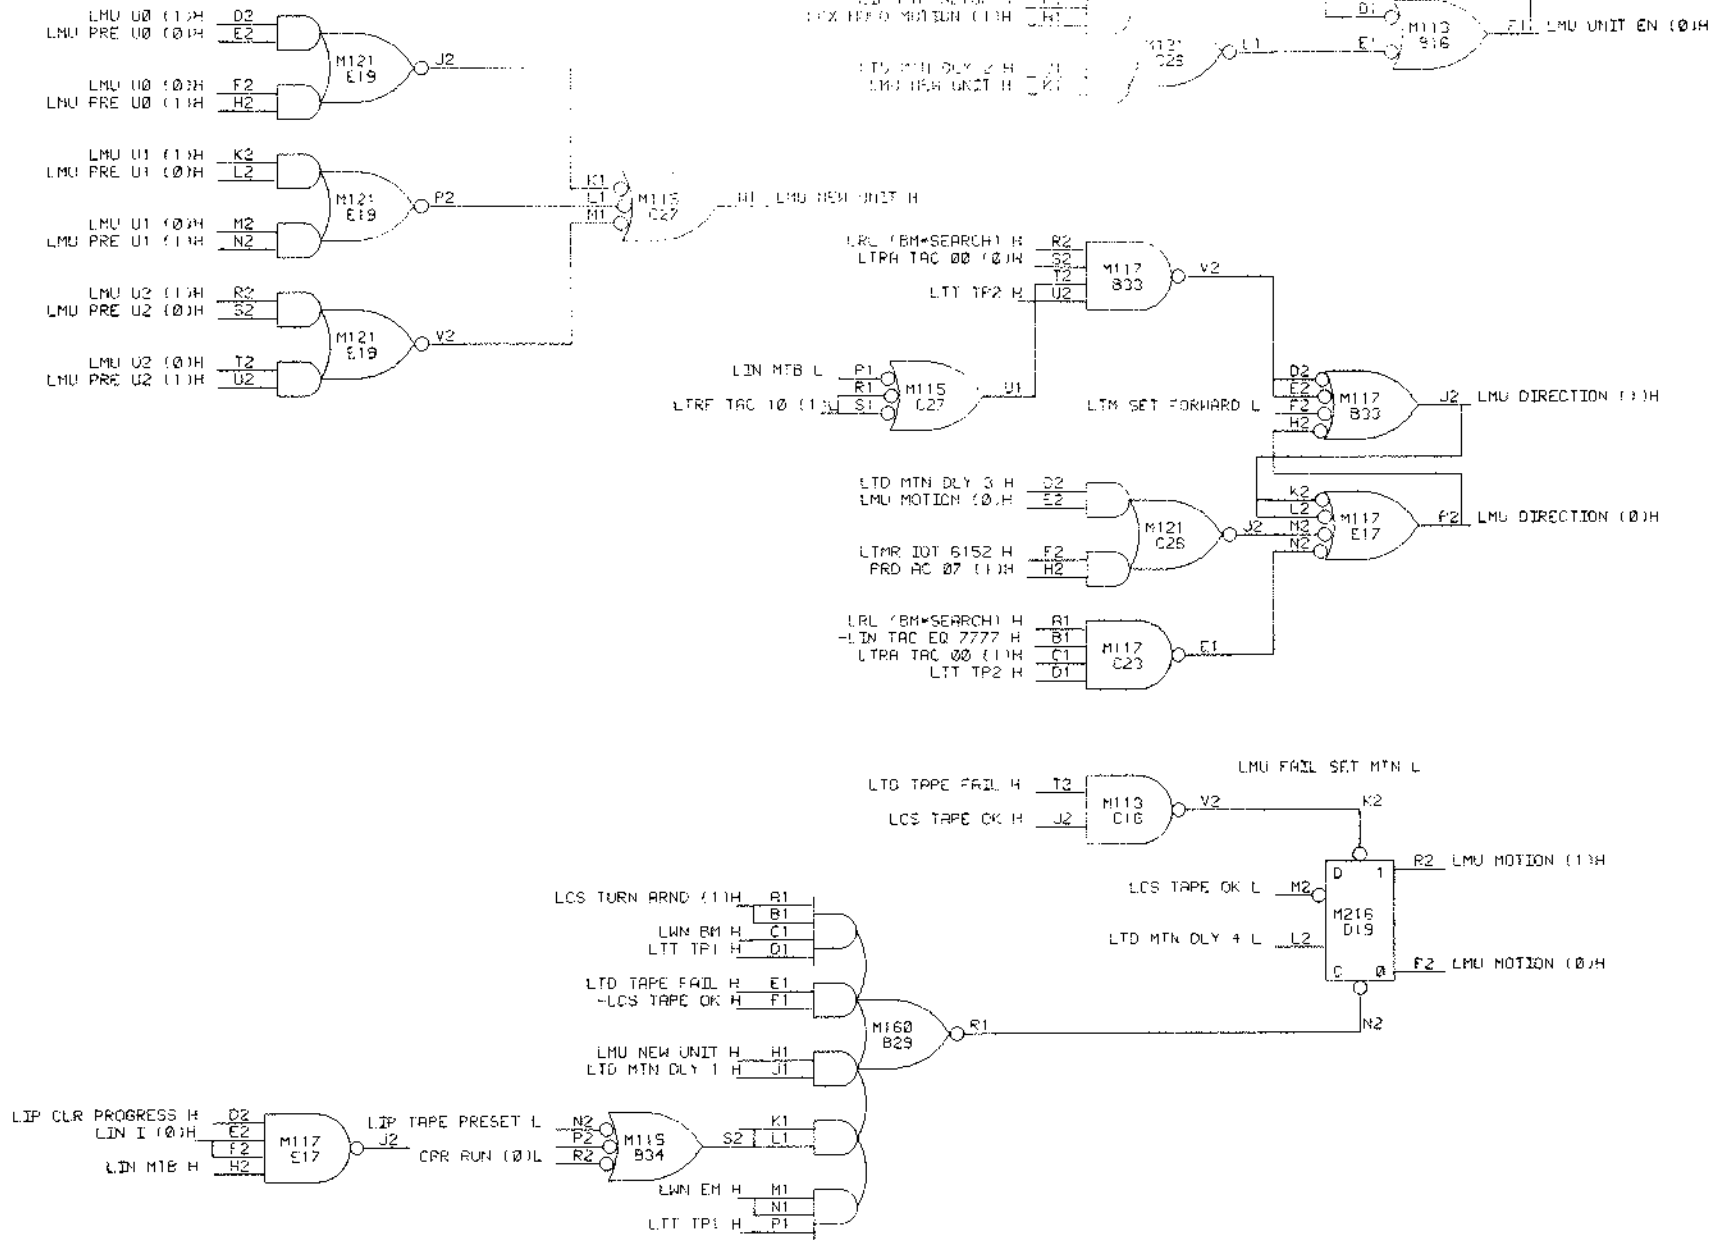 LMU U0 (1)H D2
LMU PRE U0 (0)H E2
M121
E19
J2
LMU U0 (0)H F2
LMU PRE U0 (1)H H2
LMU U1 (1)H K2
LMU PRE U1 (0)H L2
M121
E19
P2
LMU U1 (0)H M2
LMU PRE U1 (1)H N2
LMU U2 (1)H R2
LMU PRE U2 (0)H S2
M121
E19
V2
LMU U2 (0)H T2
LMU PRE U2 (1)H U2
K1
L1
M1
M115
C27
LMU NEW UNIT H
MOTION (1)H
LMU NEW UNIT H
L1
D1
E1
M113
B16
LMU UNIT EN (0)H
LRL (BM*SEARCH) H R2
LTRA TAC 00 (0)H S2
T2
LTT TP2 H U2
M117
B33
V2
LIN MTB L P1
R1
LTRF TAC 10 (1)L S1
M115
C27
U1
D2
E2
LTM SET FORWARD L F2
H2
M117
B33
J2 LMU DIRECTION (1)H
LTD MTN DLY 3 H D2
LMU MOTION (0)H E2
M121
C26
J2
LTMR IOT 6152 H F2
PRD AC 07 (1)H H2
K2
L2
M2
N2
M117
E17
P2 LMU DIRECTION (0)H
LRL (BM*SEARCH) H A1
-LIN TAC EQ 7777 H B1
LTRA TAC 00 (1)H C1
LTT TP2 H D1
M117
C23
E1
LMU FAIL SET MTN L
LTD TAPE FAIL H T2
LCS TAPE OK H J2
M113
C16
V2
K2
LCS TAPE OK L M2
LTD MTN DLY 4 L L2
D 1
M216
D19
C 0
R2 LMU MOTION (1)H
P2 LMU MOTION (0)H
N2
LCS TURN ARND (1)H A1
B1
LWN BM H C1
LTT TP1 H D1
LTD TAPE FAIL H E1
-LCS TAPE OK H F1
M160
B29
R1
LMU NEW UNIT H H1
LTD MTN DLY 1 H J1
LIP CLR PROGRESS H D2
LIN I (0)H E2
F2
LIN MTB H H2
M117
E17
J2
LIP TAPE PRESET L N2
P2
CPR RUN (0)L R2
M115
B34
S2
K1
L1
LWN EM H M1
N1
LTT TP1 H P1